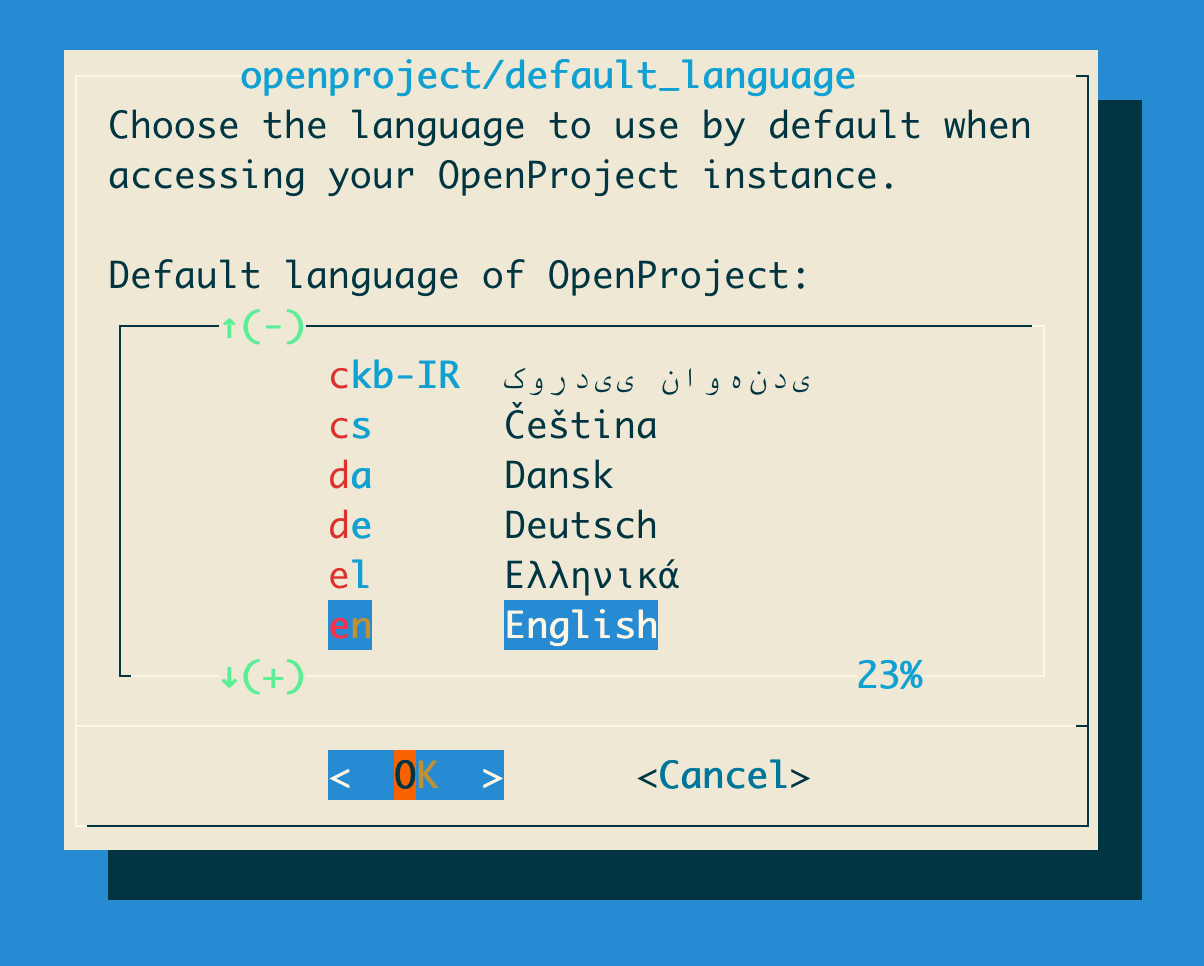 openproject/default_language
Choose the language to use by default when
accessing your OpenProject instance.
Default language of OpenProject:
↑(-)
ckb-IR کوردیی ناوەندی
cs Čeština
da Dansk
de Deutsch
el Ελληνικά
en English
↓(+) 23%
< OK > <Cancel>